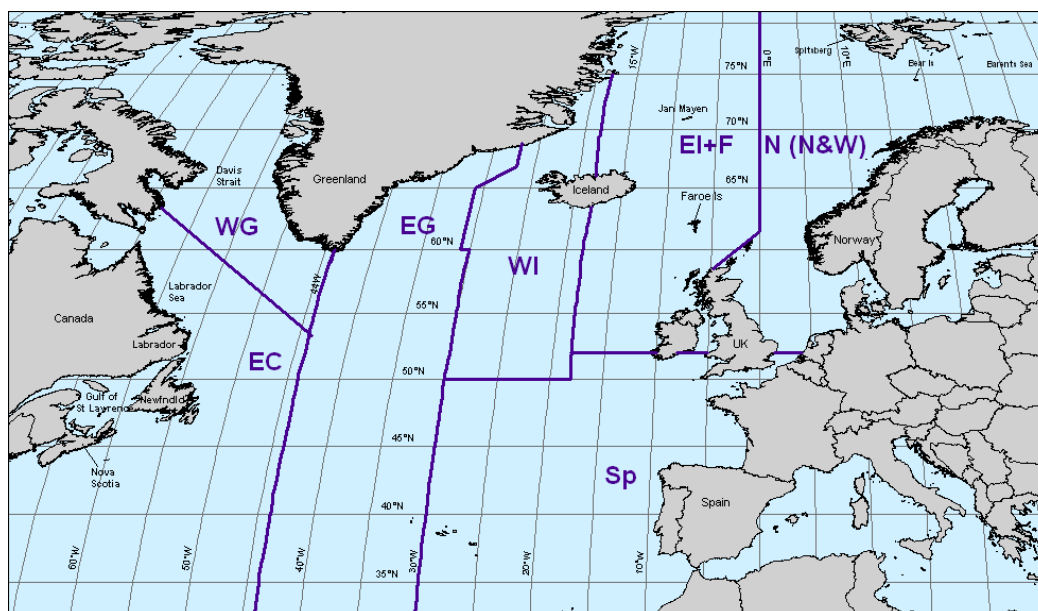 15°W
0°E
Spitsberg
10°E
Bear Is
Barents Sea
75°N
Jan Mayen
70°N
EI+F
N (N&W)
Davis
Strait
Greenland
Iceland
65°N
Faroe Is
WG
EG
60°N
Norway
WI
44W
Labrador
Sea
55°N
Canada
Labrador
UK
EC
50°N
Gulf of
St Lawrence
Newfndld
45°N
Nova
Scotia
Sp
Spain
40°N
60°W
50°W
40°W
30°W
20°W
10°W
35°N